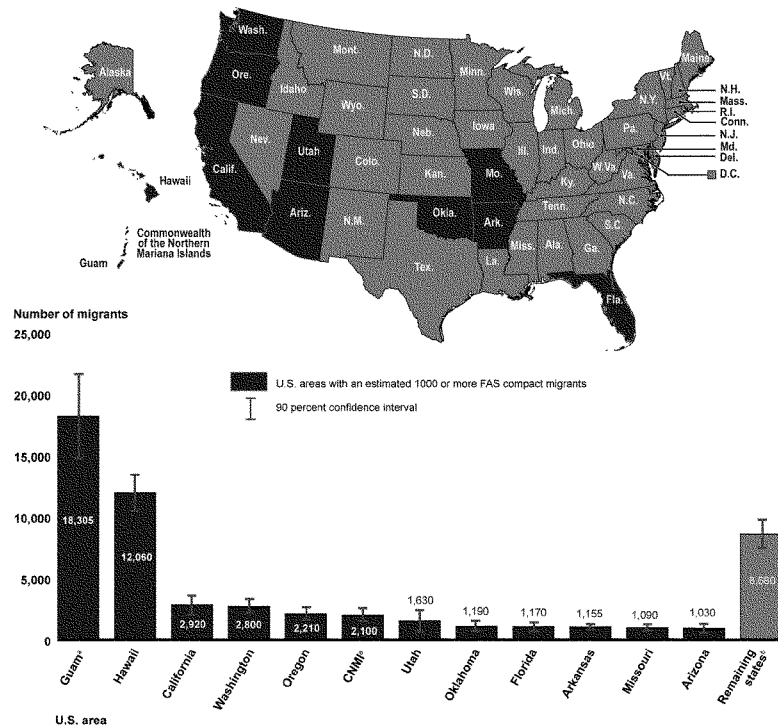 Wash.
Mont.
N.D.
Minn.
Maine
Vt.
Alaska
Ore.
Idaho
S.D.
Wis.
Mich.
N.Y.
N.H.
Mass.
R.I.
Conn.
Wyo.
Iowa
Pa.
N.J.
Nev.
Neb.
Ill.
Ind.
Ohio
Md.
Del.
Utah
Colo.
W.Va.
Va.
D.C.
Calif.
Kan.
Mo.
Ky.
Hawaii
N.C.
Tenn.
Ariz.
N.M.
Okla.
Ark.
S.C.
Commonwealth
of the Northern
Mariana Islands
Guam
Miss.
Ala.
Ga.
Tex.
La.
Fla.
Number of migrants
25,000
20,000
15,000
10,000
5,000
0
U.S. areas with an estimated 1000 or more FAS compact migrants
90 percent confidence interval
18,305
12,060
2,920
2,800
2,210
2,100
1,630
1,190
1,170
1,155
1,090
1,030
Guamᵃ
Hawaii
California
Washington
Oregon
Utah
Oklahoma
Florida
Arkansas
Missouri
Arizona
Remaining
statesᵇ
U.S. area